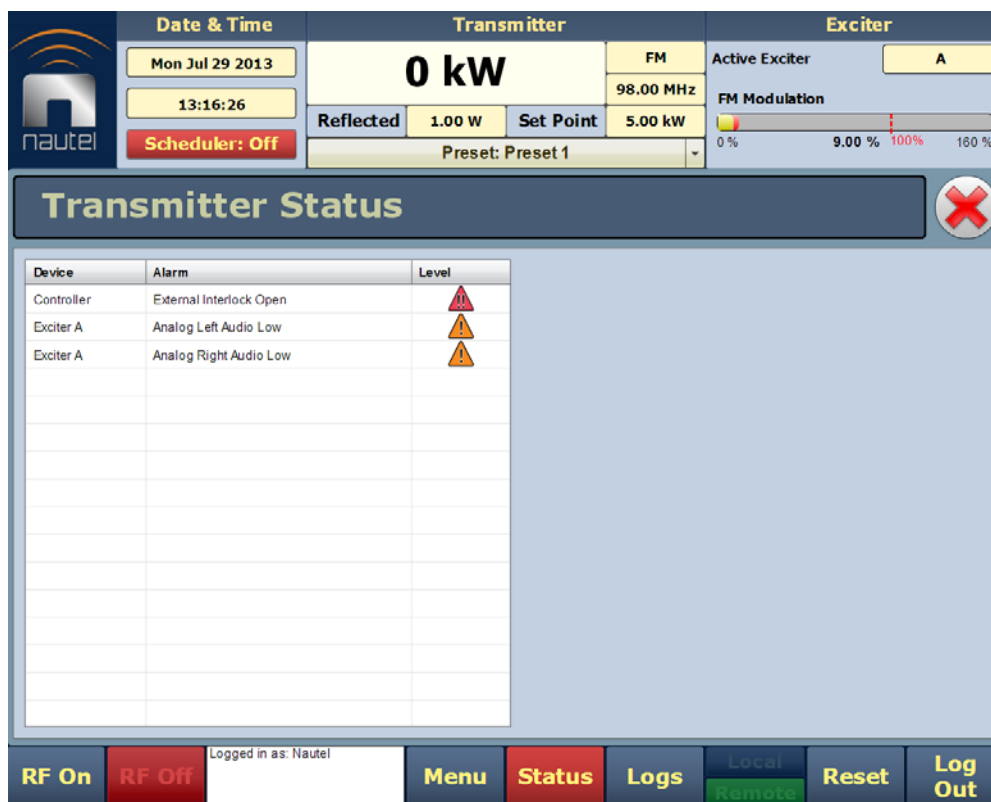 Date & Time
Transmitter
Exciter
nautel
Mon Jul 29 2013
13:16:26
Scheduler: Off
0 kW
FM
98.00 MHz
Reflected 1.00 W Set Point 5.00 kW
Preset: Preset 1
Active Exciter A
FM Modulation
0 % 9.00 % 100% 160 %
Transmitter Status
Device Alarm Level
Controller External Interlock Open
Exciter A Analog Left Audio Low
Exciter A Analog Right Audio Low
RF On
RF Off
Logged in as: Nautel
Menu
Status
Logs
Local
Remote
Reset
Log
Out